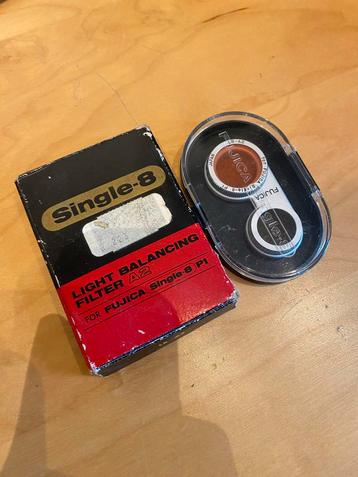 Single-8
LIGHT BALANCING
FILTER A2
FOR FUJICA Single-8 P1
FUJICA
FUJICA